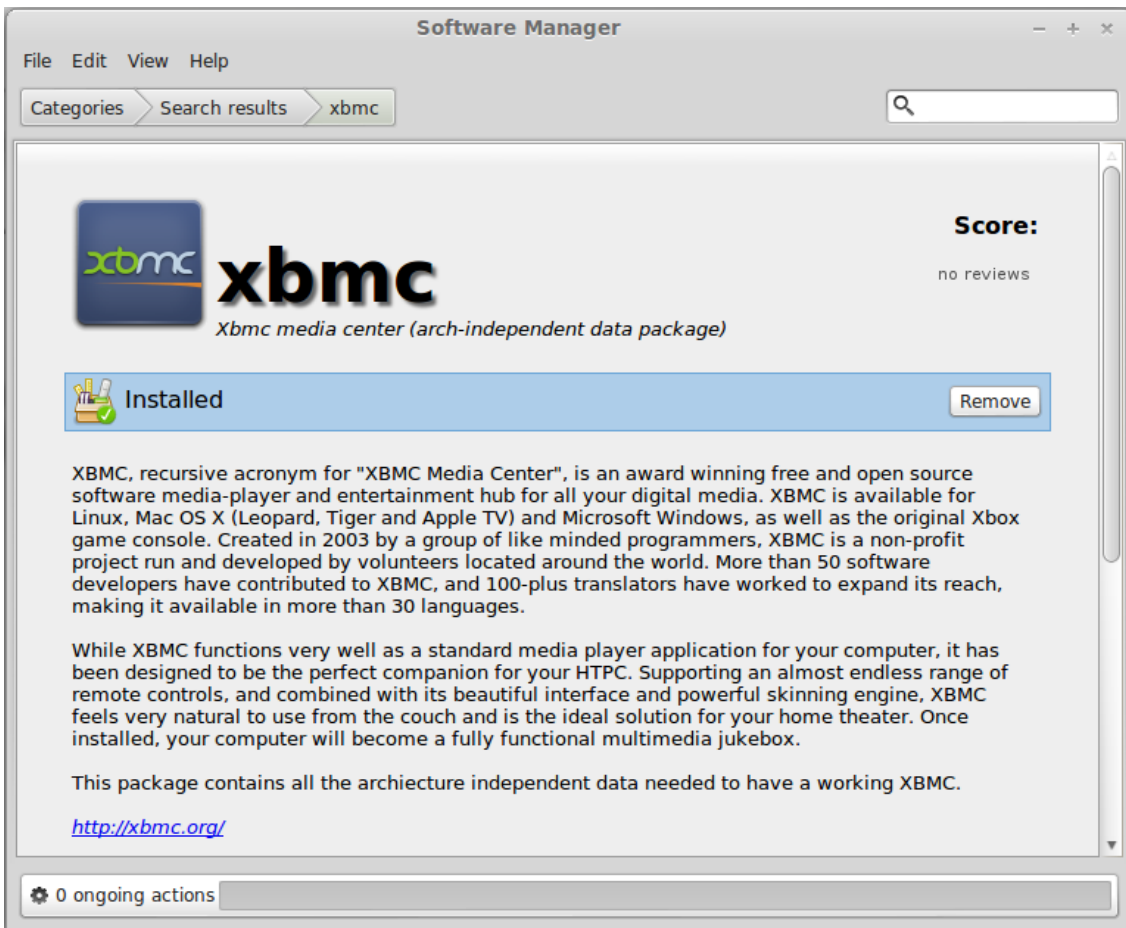 Software Manager
File Edit View Help
Categories Search results xbmc
xbmc
xbmc
Score:
no reviews
Xbmc media center (arch-independent data package)
Installed Remove
XBMC, recursive acronym for "XBMC Media Center", is an award winning free and open source
software media-player and entertainment hub for all your digital media. XBMC is available for
Linux, Mac OS X (Leopard, Tiger and Apple TV) and Microsoft Windows, as well as the original Xbox
game console. Created in 2003 by a group of like minded programmers, XBMC is a non-profit
project run and developed by volunteers located around the world. More than 50 software
developers have contributed to XBMC, and 100-plus translators have worked to expand its reach,
making it available in more than 30 languages.
While XBMC functions very well as a standard media player application for your computer, it has
been designed to be the perfect companion for your HTPC. Supporting an almost endless range of
remote controls, and combined with its beautiful interface and powerful skinning engine, XBMC
feels very natural to use from the couch and is the ideal solution for your home theater. Once
installed, your computer will become a fully functional multimedia jukebox.
This package contains all the archiecture independent data needed to have a working XBMC.
http://xbmc.org/
0 ongoing actions